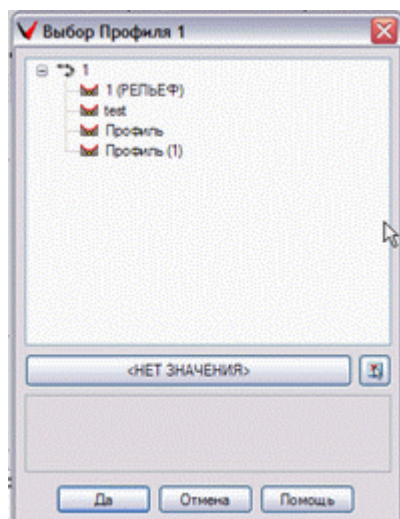 Выбор Профиля 1
1
1 (РЕЛЬЕФ)
test
Профиль
Профиль (1)
<НЕТ ЗНАЧЕНИЯ>
Да
Отмена
Помощь